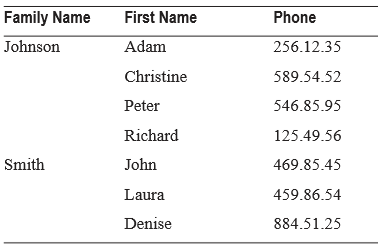 Family Name First Name Phone
Johnson Adam 256.12.35
Christine 589.54.52
Peter 546.85.95
Richard 125.49.56
Smith John 469.85.45
Laura 459.86.54
Denise 884.51.25